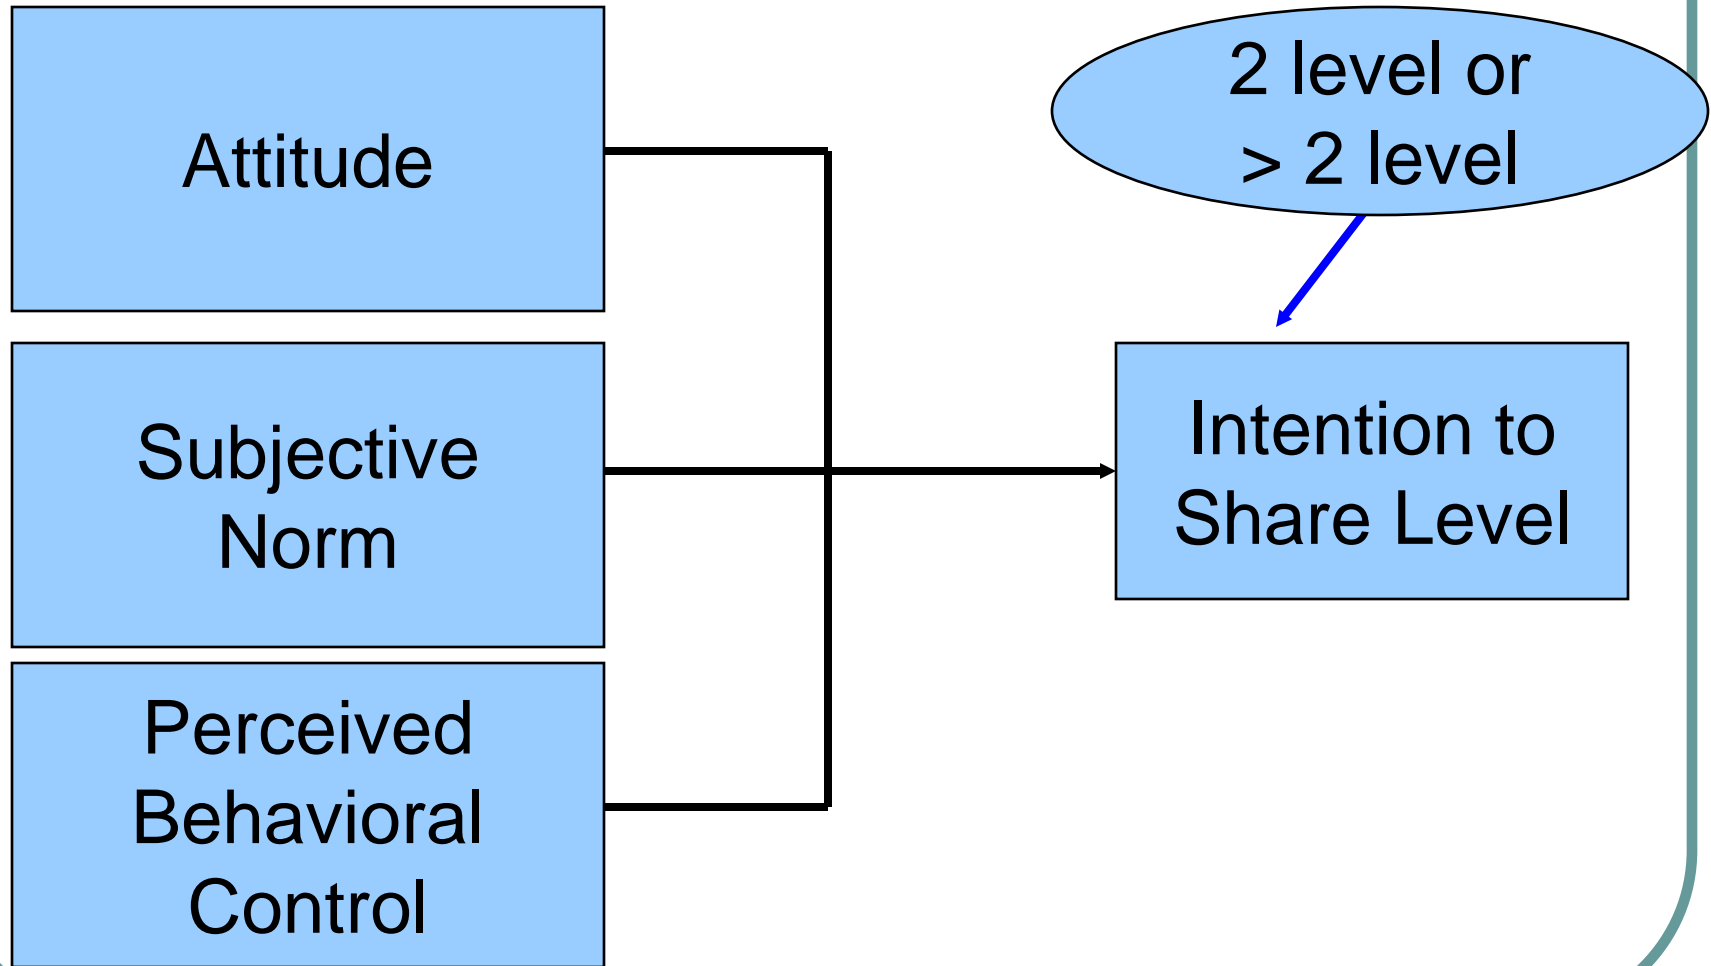 Attitude
2 level or
> 2 level
Subjective
Norm
Intention to
Share Level
Perceived
Behavioral
Control